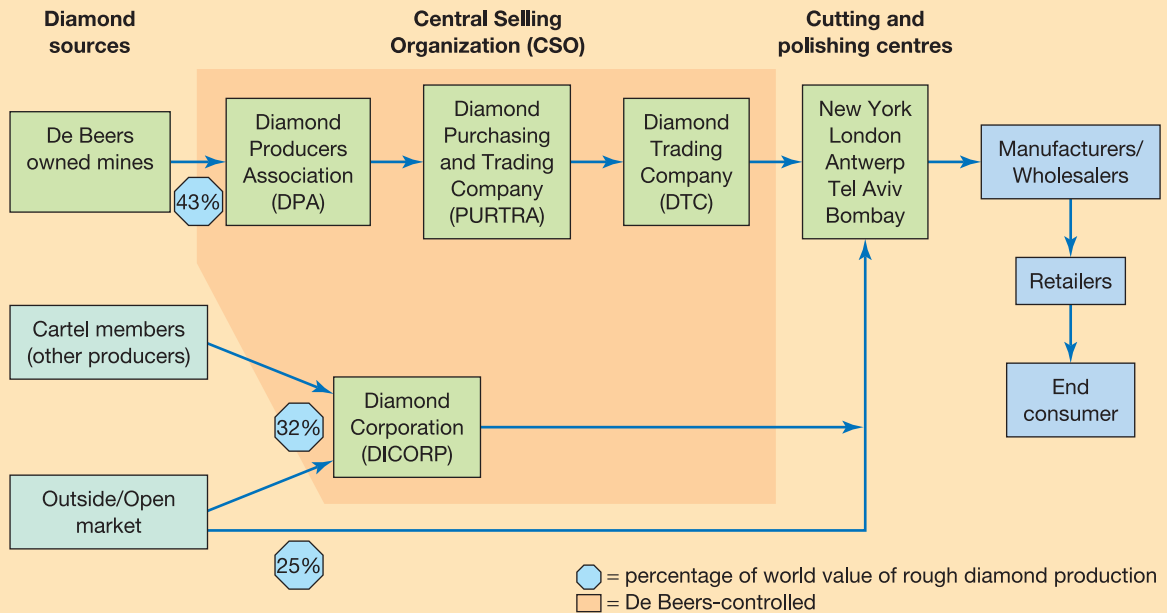 Diamond
sources
Central Selling
Organization (CSO)
Cutting and
polishing centres
De Beers
owned mines
43%
Diamond
Producers
Association
(DPA)
Diamond
Purchasing
and Trading
Company
(PURTRA)
Diamond
Trading
Company
(DTC)
New York
London
Antwerp
Tel Aviv
Bombay
Manufacturers/
Wholesalers
Retailers
End
consumer
Cartel members
(other producers)
32%
Diamond
Corporation
(DICORP)
Outside/Open
market
25%
= percentage of world value of rough diamond production
= De Beers-controlled